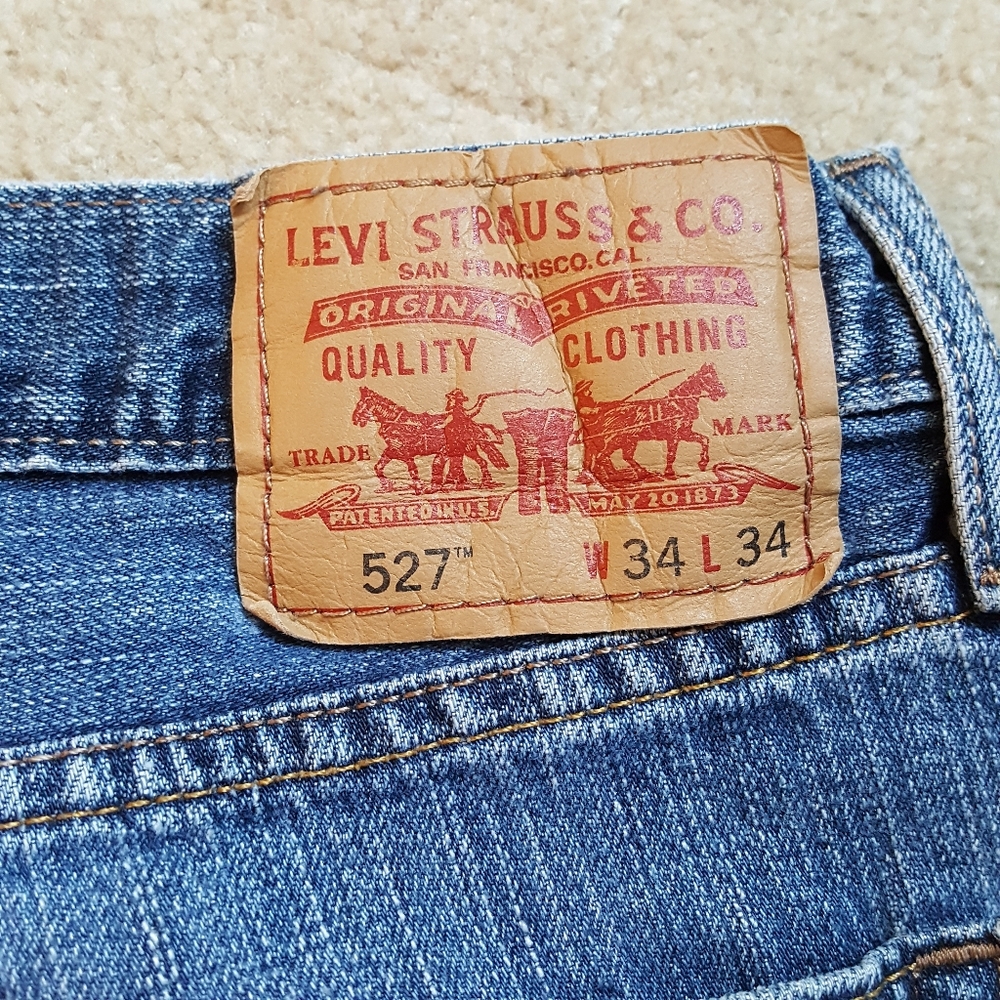 LEVI STRAUSS & CO.
SAN FRANCISCO. CAL.
ORIGINAL RIVETED
QUALITY CLOTHING
TRADE MARK
PATENTED IN U.S. MAY 20 1873
527™ W 34 L 34